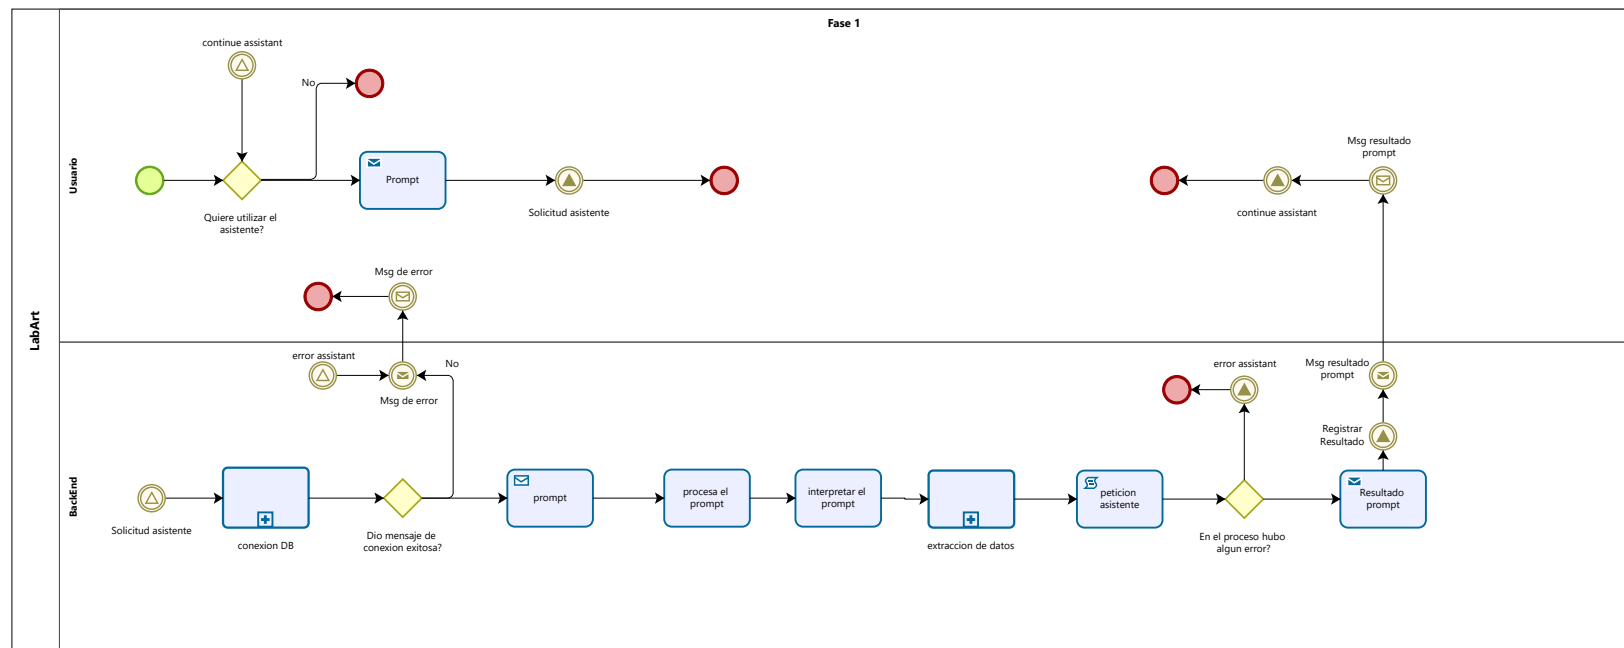 Fase 1
LabArt
Usuario
continue assistant
No
Quiere utilizar el
asistente?
Prompt
Solicitud asistente
Msg resultado
prompt
continue assistant
Msg de error
BackEnd
error assistant
No
Msg de error
Solicitud asistente
conexion DB
Dio mensaje de
conexion exitosa?
prompt
procesa el
prompt
interpretar el
prompt
extraccion de datos
peticion
asistente
error assistant
En el proceso hubo
algun error?
Msg resultado
prompt
Registrar
Resultado
Resultado
prompt